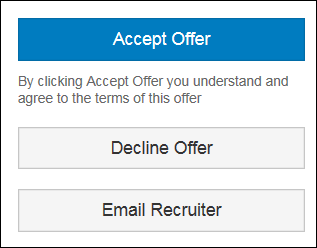 Accept Offer
By clicking Accept Offer you understand and
agree to the terms of this offer
Decline Offer
Email Recruiter